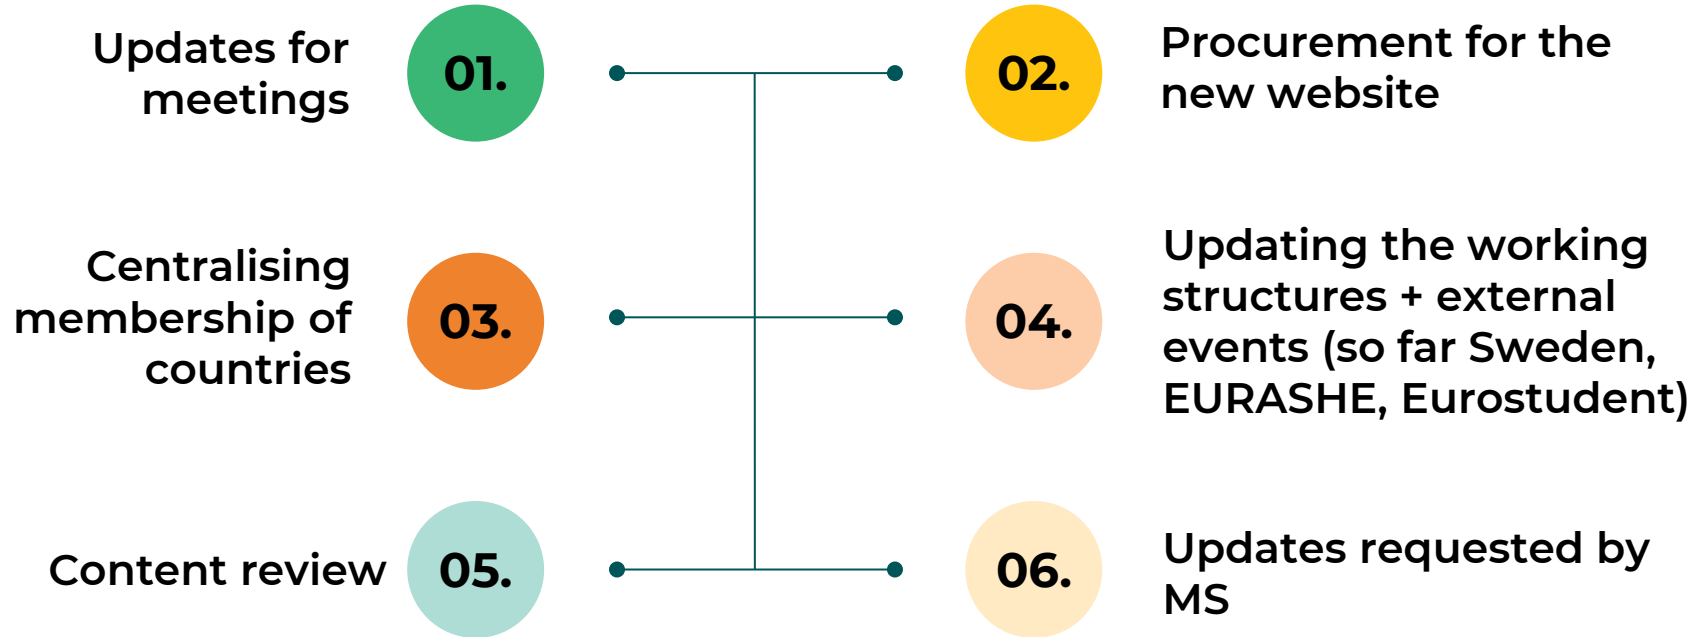 01.
Updates for
meetings
02.
Procurement for the
new website
03.
Centralising
membership of
countries
04.
Updating the working
structures + external
events (so far Sweden,
EURASHE, Eurostudent)
05.
Content review
06.
Updates requested by
MS